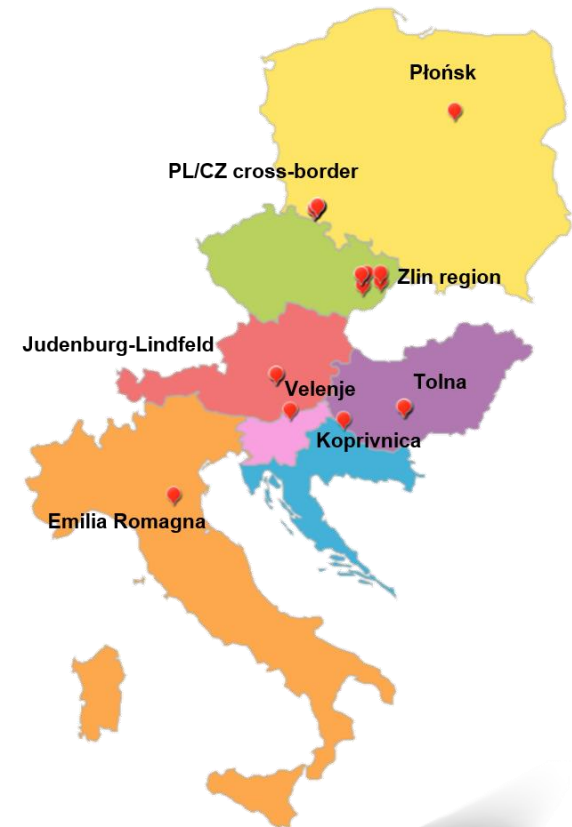 Płońsk
PL/CZ cross-border
Zlin region
Judenburg-Lindfeld
Velenje
Tolna
Koprivnica
Emilia Romagna